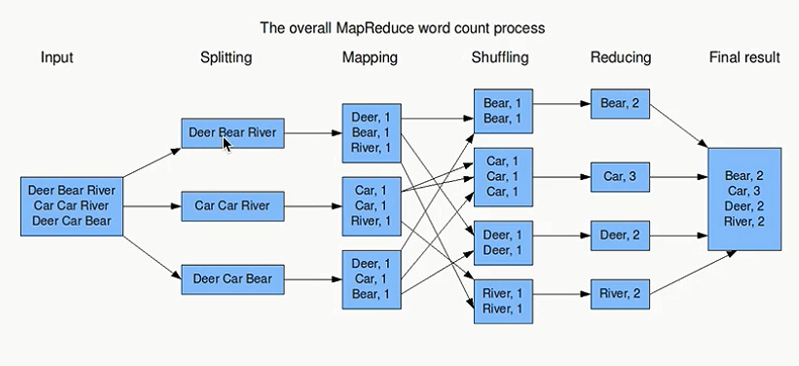 The overall MapReduce word count process
Input
Splitting
Mapping
Shuffling
Reducing
Final result
Deer Bear River
Car Car River
Deer Car Bear
Deer Bear River
Car Car River
Deer Car Bear
Deer, 1
Bear, 1
River, 1
Car, 1
Car, 1
River, 1
Deer, 1
Car, 1
Bear, 1
Bear, 1
Bear, 1
Car, 1
Car, 1
Car, 1
Deer, 1
Deer, 1
River, 1
River, 1
Bear, 2
Car, 3
Deer, 2
River, 2
Bear, 2
Car, 3
Deer, 2
River, 2